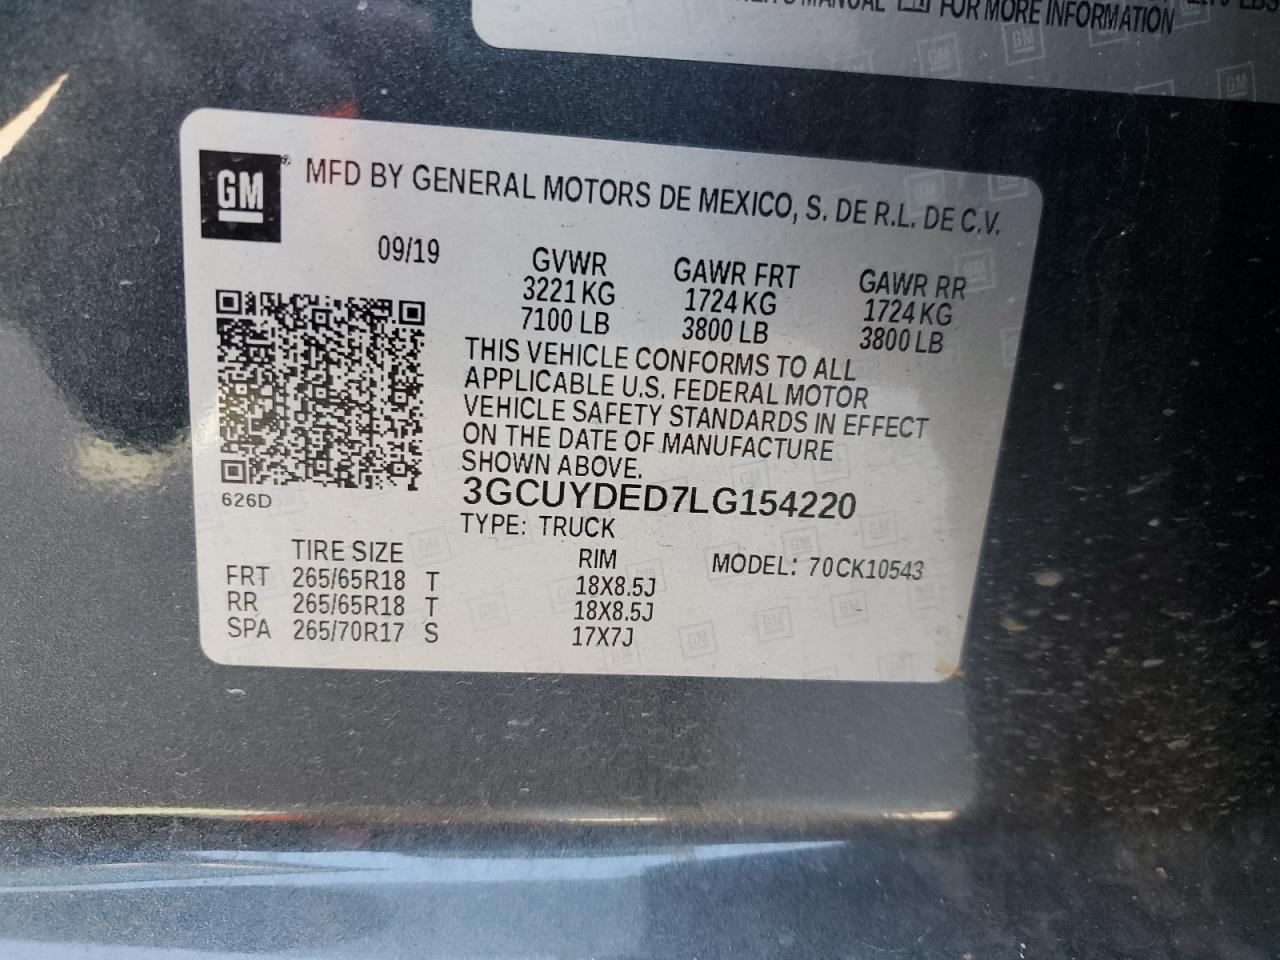 MANUAL FOR MORE INFORMATION
GM
MFD BY GENERAL MOTORS DE MEXICO, S. DE R.L. DE C.V.
09/19
GVWR GAWR FRT GAWR RR
3221 KG 1724 KG 1724 KG
7100 LB 3800 LB 3800 LB
THIS VEHICLE CONFORMS TO ALL
APPLICABLE U.S. FEDERAL MOTOR
VEHICLE SAFETY STANDARDS IN EFFECT
ON THE DATE OF MANUFACTURE
SHOWN ABOVE.
626D
3GCUYDED7LG154220
TYPE: TRUCK
TIRE SIZE RIM MODEL: 70CK10543
FRT 265/65R18 T 18X8.5J
RR 265/65R18 T 18X8.5J
SPA 265/70R17 S 17X7J